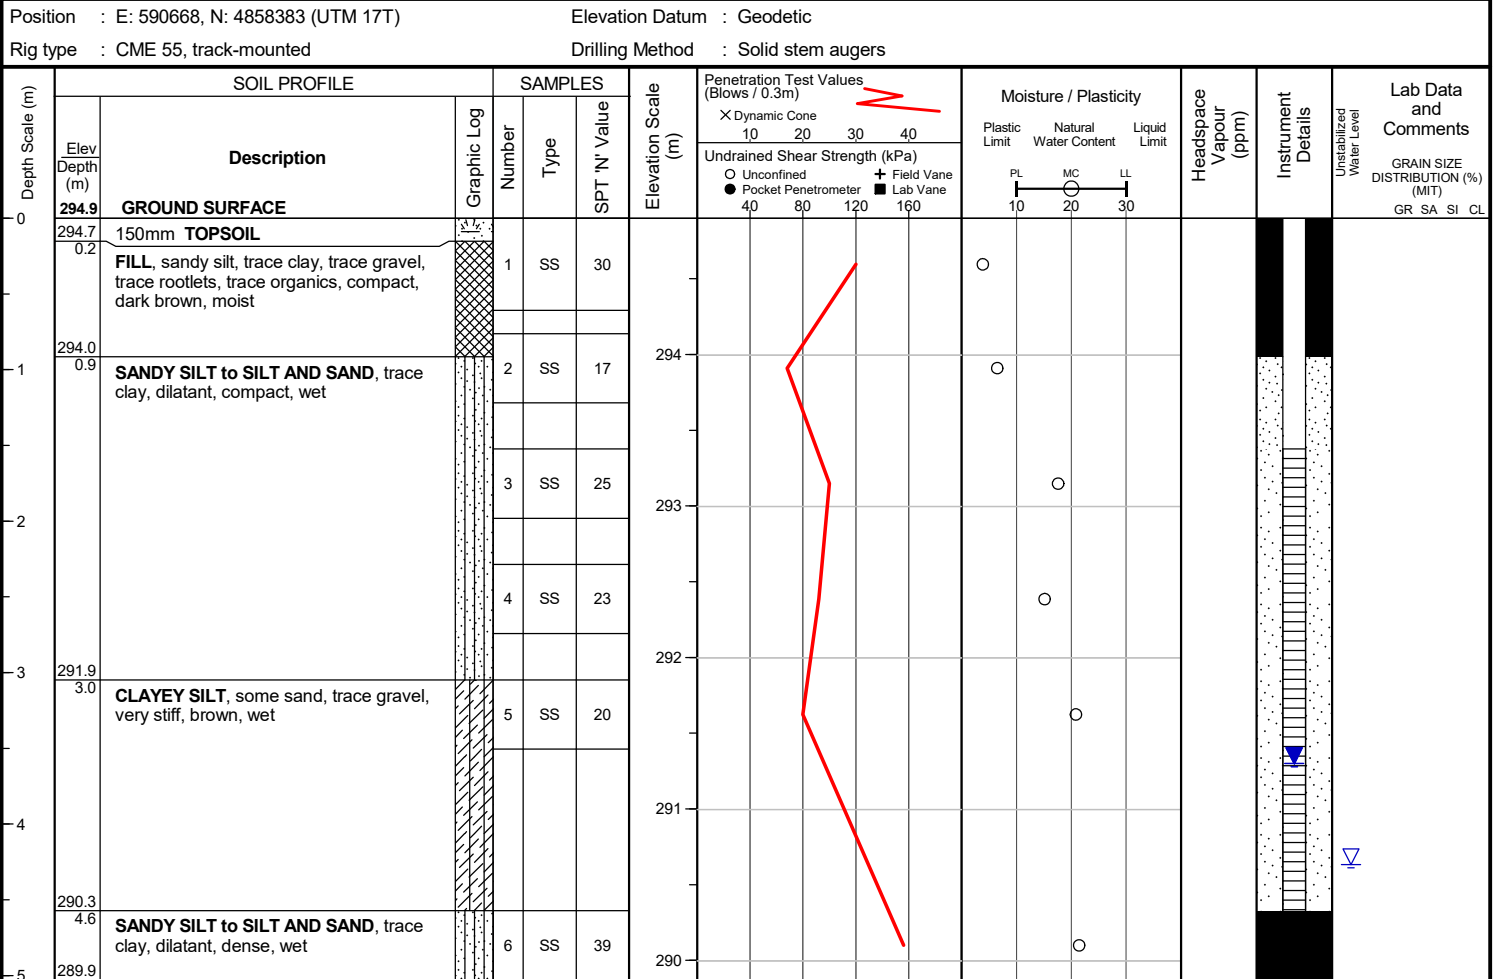 Position : E: 590668, N: 4858383 (UTM 17T) Elevation Datum : Geodetic
Rig type : CME 55, track-mounted Drilling Method : Solid stem augers
Depth Scale (m)
SOIL PROFILE
Elev
Depth
(m)
Description
Graphic Log
294.9 GROUND SURFACE
SAMPLES
Number
Type
SPT 'N' Value
Elevation Scale
(m)
Penetration Test Values
(Blows / 0.3m)
× Dynamic Cone
10 20 30 40
Undrained Shear Strength (kPa)
Unconfined + Field Vane
Pocket Penetrometer Lab Vane
40 80 120 160
Moisture / Plasticity
Plastic Limit
Natural Water Content
Liquid Limit
PL MC LL
10 20 30
Headspace
Vapour
(ppm)
Instrument
Details
Unstabilized
Water Level
Lab Data
and
Comments
GRAIN SIZE
DISTRIBUTION (%)
(MIT)
GR SA SI CL
0
294.7 150mm TOPSOIL
0.2
FILL, sandy silt, trace clay, trace gravel,
trace rootlets, trace organics, compact,
dark brown, moist
1 SS 30
294.0
0.9
294
1
SANDY SILT to SILT AND SAND, trace
clay, dilatant, compact, wet
2 SS 17
3 SS 25
293
2
4 SS 23
292
291.9
3
3.0
CLAYEY SILT, some sand, trace gravel,
very stiff, brown, wet
5 SS 20
291
4
290.3
4.6
SANDY SILT to SILT AND SAND, trace
clay, dilatant, dense, wet
6 SS 39
290
289.9
5